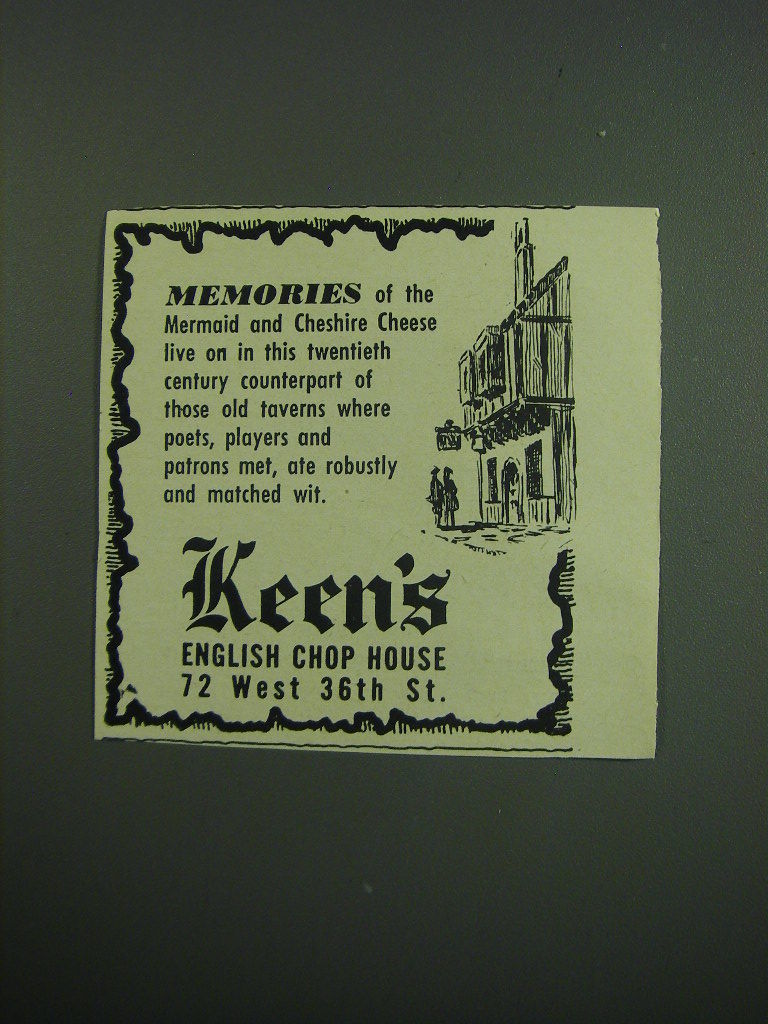 MEMORIES of the
Mermaid and Cheshire Cheese
live on in this twentieth
century counterpart of
those old taverns where
poets, players and
patrons met, ate robustly
and matched wit.
Keen's
ENGLISH CHOP HOUSE
72 West 36th St.